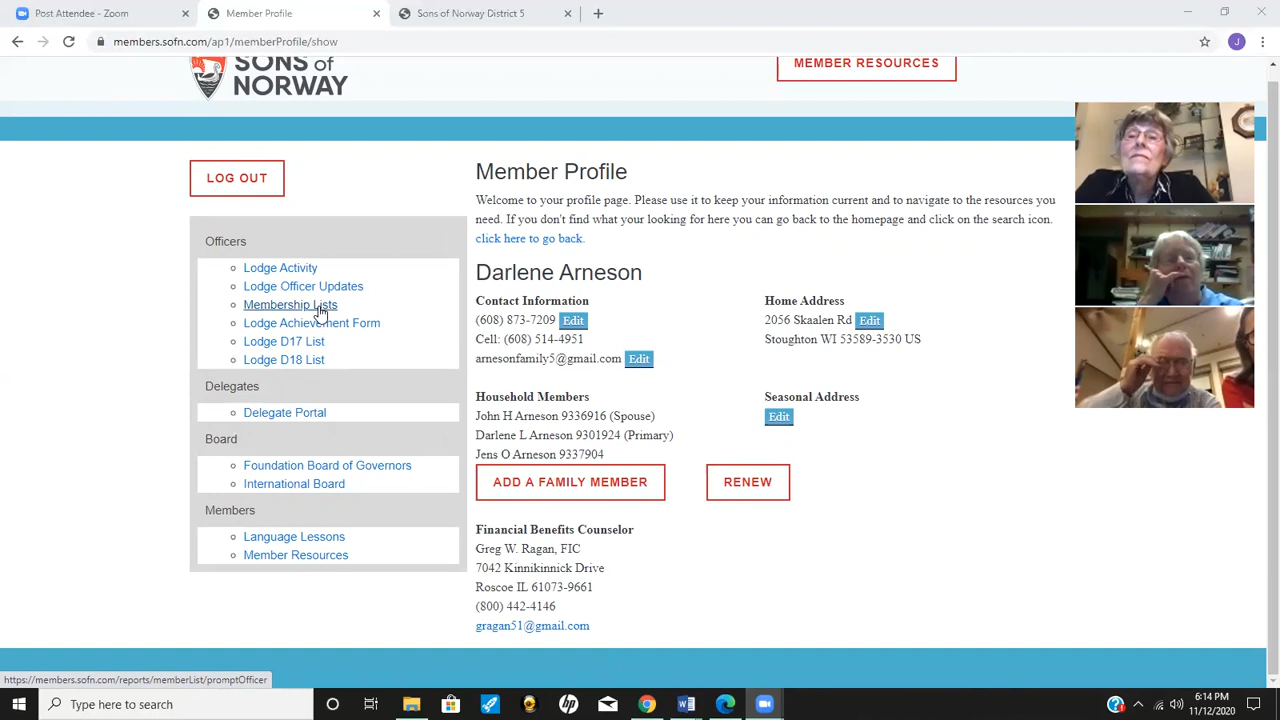 Post Attendee - Zoom
Member Profile
Sons of Norway District 5
members.sofn.com/ap1/memberProfile/show
J
SONS of
NORWAY
MEMBER RESOURCES
LOG OUT
Officers
Lodge Activity
Lodge Officer Updates
Membership Lists
Lodge Achievement Form
Lodge D17 List
Lodge D18 List
Delegates
Delegate Portal
Board
Foundation Board of Governors
International Board
Members
Language Lessons
Member Resources
Member Profile
Welcome to your profile page. Please use it to keep your information current and to navigate to the resources you
need. If you don't find what your looking for here you can go back to the homepage and click on the search icon.
click here to go back.
Darlene Arneson
Contact Information
(608) 873-7209 Edit
Cell: (608) 514-4951
arnesonfamily5@gmail.com Edit
Home Address
2056 Skaalen Rd Edit
Stoughton WI 53589-3530 US
Household Members
John H Arneson 9336916 (Spouse)
Darlene L Arneson 9301924 (Primary)
Jens O Arneson 9337904
Seasonal Address
Edit
ADD A FAMILY MEMBER
RENEW
Financial Benefits Counselor
Greg W. Ragan, FIC
7042 Kinnikinnick Drive
Roscoe IL 61073-9661
(800) 442-4146
gragan51@gmail.com
https://members.sofn.com/reports/memberList/promptOfficer
Type here to search
6:14 PM
11/12/2020